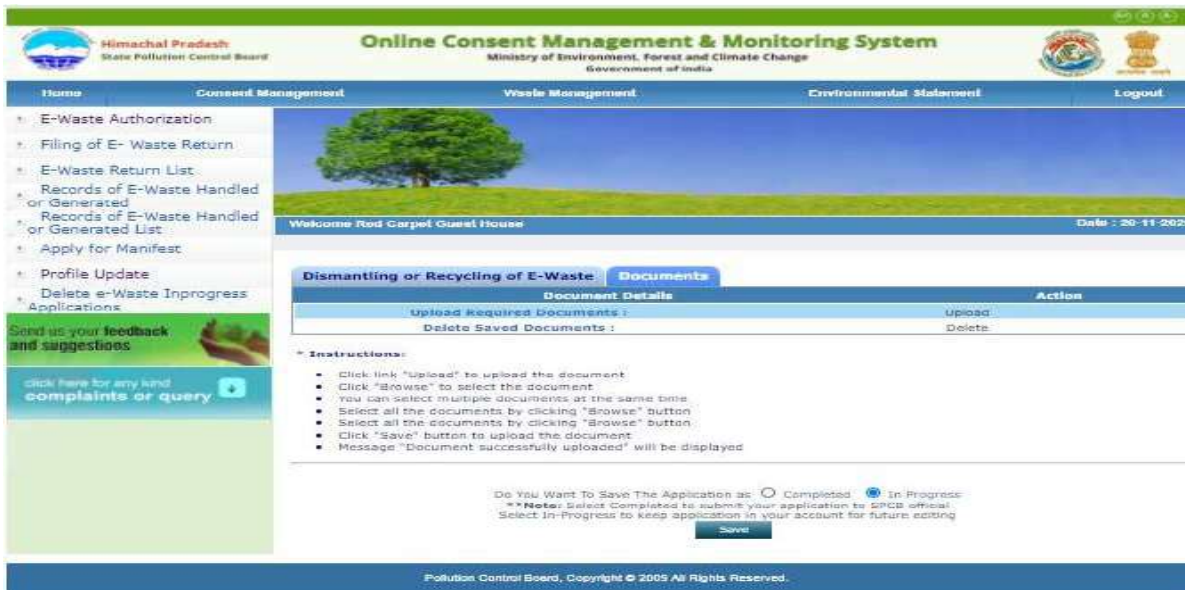 Himachal Pradesh
State Pollution Control Board
Online Consent Management & Monitoring System
Ministry of Environment, Forest and Climate Change
Government of India
Home Consent Management Waste Management Environmental Statement Logout
E-Waste Authorization
Filing of E- Waste Return
E-Waste Return List
Records of E-Waste Handled
or Generated
Records of E-Waste Handled
or Generated List
Apply for Manifest
Profile Update
Delete e-Waste Inprogress
Applications
Send us your feedback
and suggestions
click here for any kind
complaints or query
Welcome Red Carpet Guest House Date : 20-11-202
Dismantling or Recycling of E-Waste Documents
Document Details Action
Upload Required Documents : Upload
Delete Saved Documents : Delete
* Instructions:
Click link "Upload" to upload the document
Click "Browse" to select the document
You can select multiple documents at the same time
Select all the documents by clicking "Browse" button
Select all the documents by clicking "Browse" button
Click "Save" button to upload the document
Message "Document successfully uploaded" will be displayed
Do You Want To Save The Application as Completed In Progress
**Note: Select Completed to submit your application to SPCB official
Select In-Progress to keep application in your account for future editing
Save
Pollution Control Board, Copyright © 2009 All Rights Reserved.